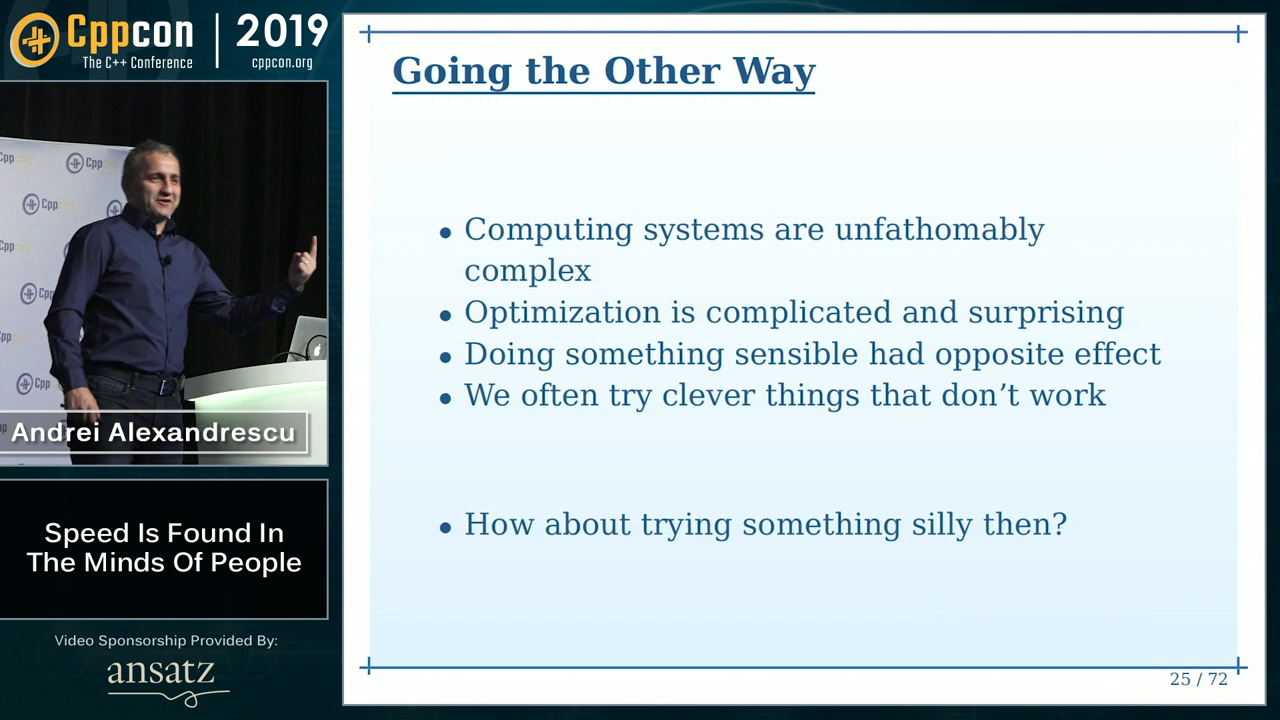 Cppcon
The C++ Conference
2019
cppcon.org
Cppcon
Cpp
Andrei Alexandrescu
Speed Is Found In
The Minds Of People
Video Sponsorship Provided By:
ansatz
Going the Other Way
• Computing systems are unfathomably
complex
• Optimization is complicated and surprising
• Doing something sensible had opposite effect
• We often try clever things that don’t work
• How about trying something silly then?
25 / 72